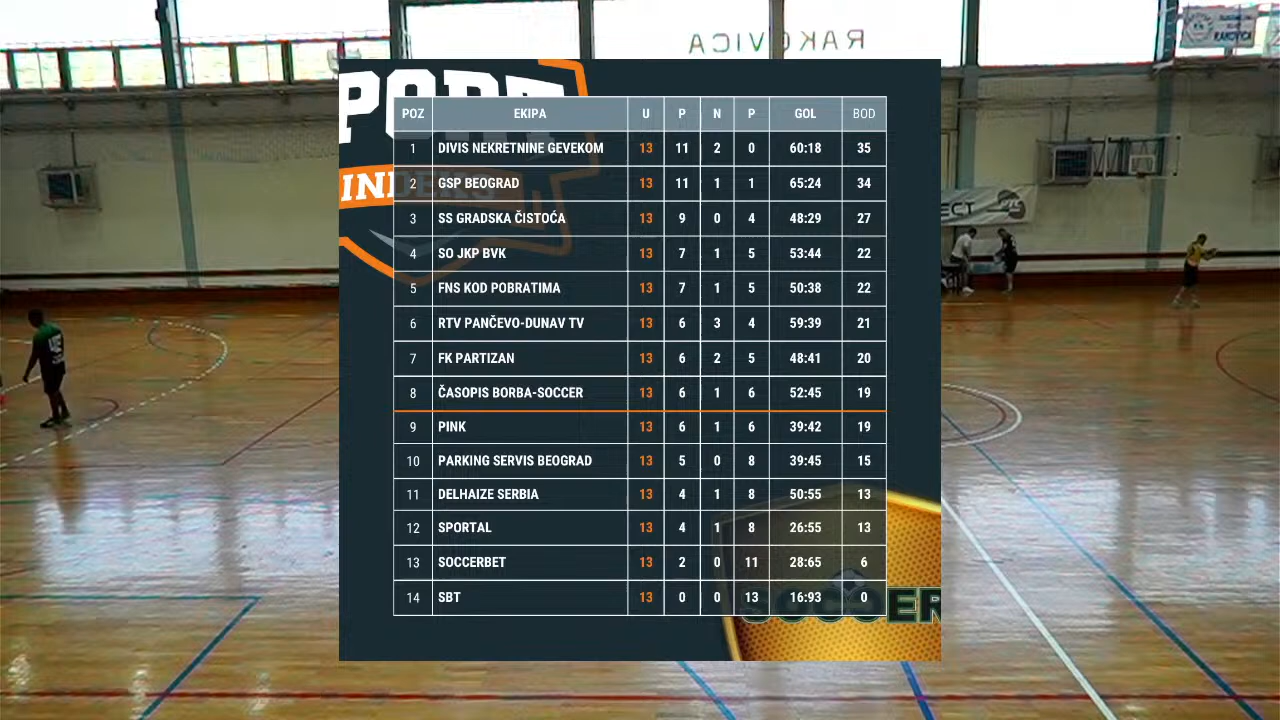 RAKOVICA
RAKOVICA
PORT
POZ EKIPA U P N P GOL BOD
1 DIVIS NEKRETNINE GEVEKOM 13 11 2 0 60:18 35
INDEKS
2 GSP BEOGRAD 13 11 1 1 65:24 34
ECT
3 SS GRADSKA ČISTOĆA 13 9 0 4 48:29 27
4 SO JKP BVK 13 7 1 5 53:44 22
5 FNS KOD POBRATIMA 13 7 1 5 50:38 22
6 RTV PANČEVO-DUNAV TV 13 6 3 4 59:39 21
7 FK PARTIZAN 13 6 2 5 48:41 20
8 ČASOPIS BORBA-SOCCER 13 6 1 6 52:45 19
9 PINK 13 6 1 6 39:42 19
10 PARKING SERVIS BEOGRAD 13 5 0 8 39:45 15
11 DELHAIZE SERBIA 13 4 1 8 50:55 13
12 SPORTAL 13 4 1 8 26:55 13
13 SOCCERBET 13 2 0 11 28:65 6
14 SBT 13 0 0 13 16:93 0
SOCCER